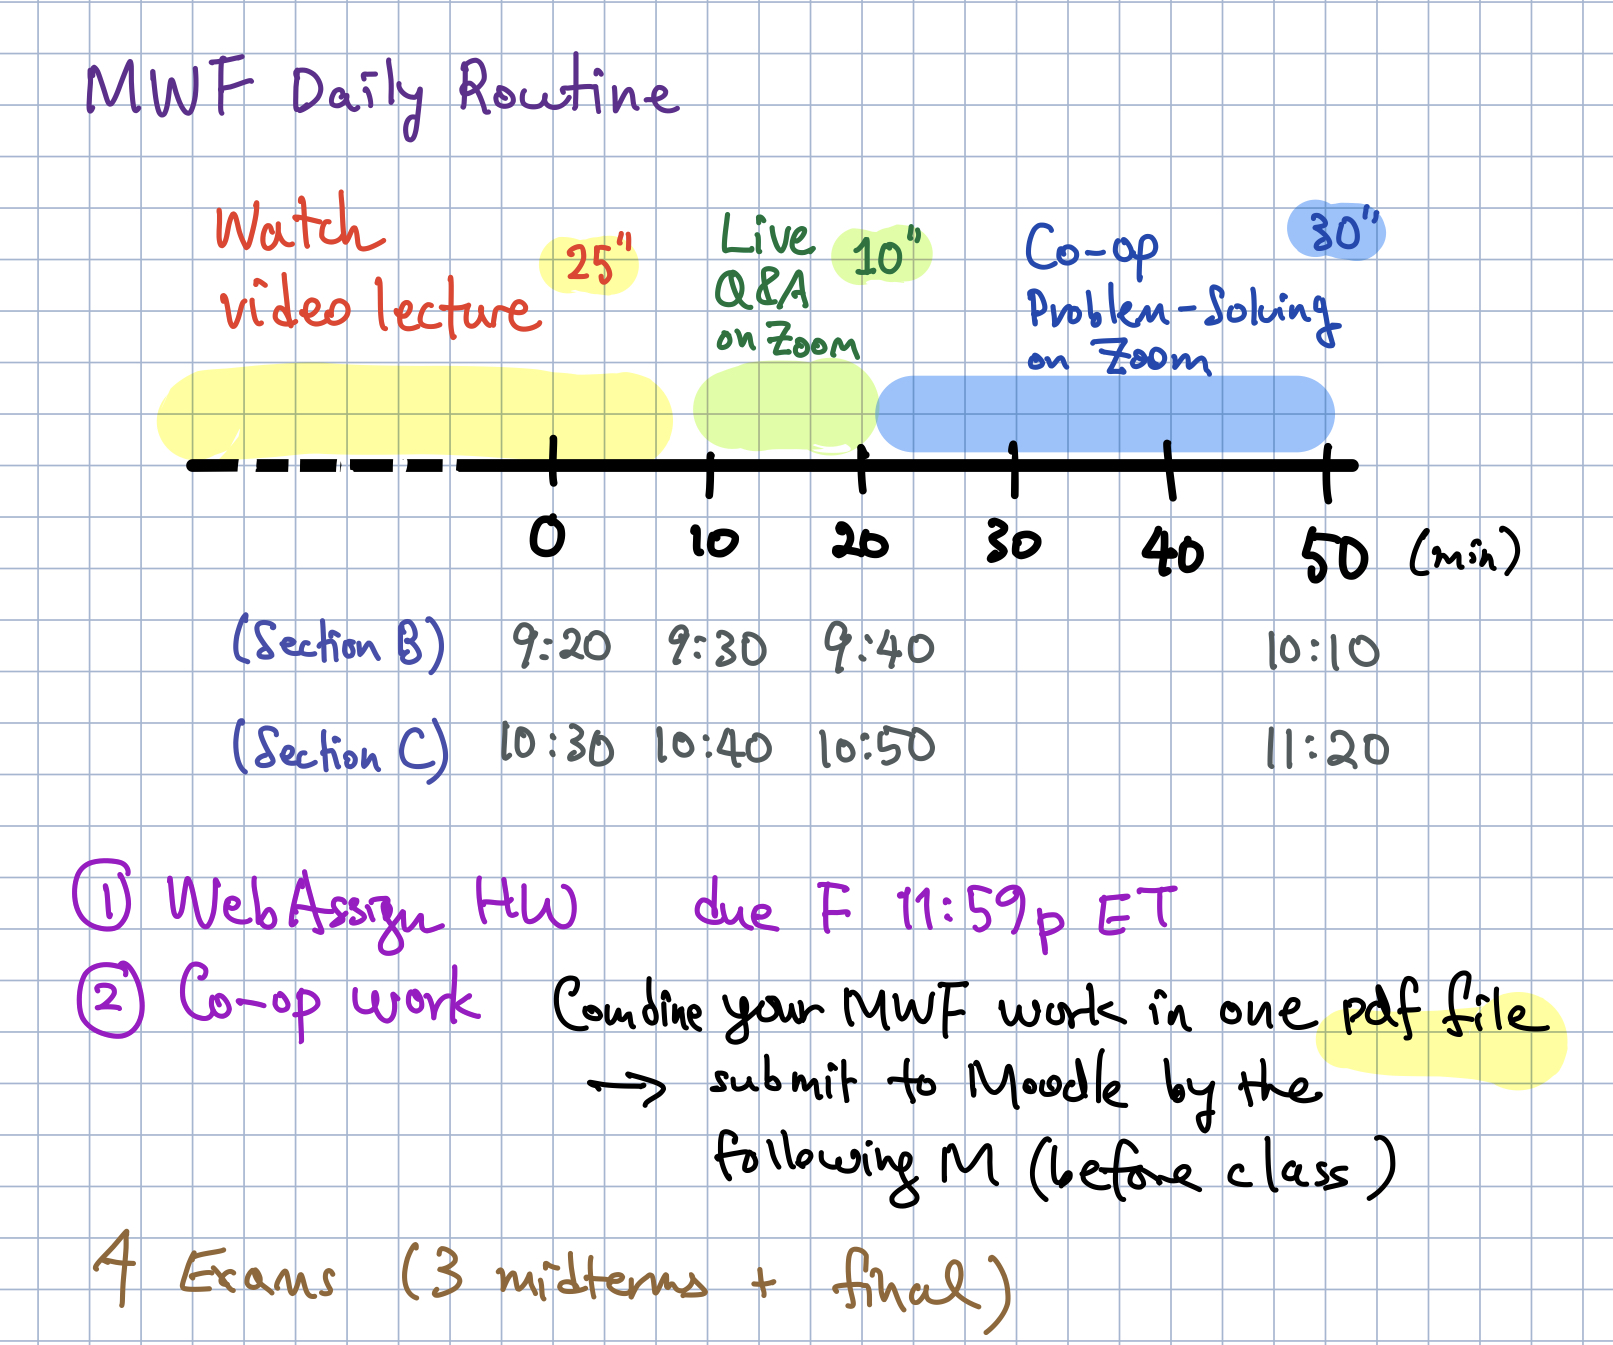 MWF Daily Routine
Watch
video lecture
25"
Live
Q&A
on Zoom
10"
Co-op
Problem-Solving
on Zoom
30"
0 10 20 30 40 50 (min)
(Section B) 9:20 9:30 9:40 10:10
(Section C) 10:30 10:40 10:50 11:20
① WebAssign HW due F 11:59p ET
② Co-op work Combine your MWF work in one pdf file
→ submit to Moodle by the
following M (before class)
4 Exams (3 midterms + final)